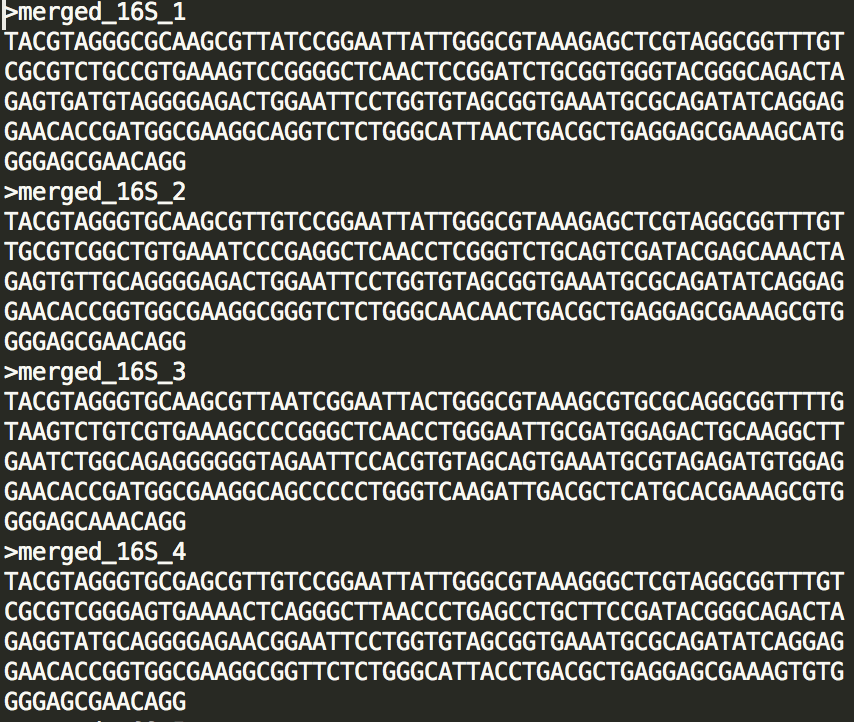 >merged_16S_1
TACGTAGGGCGCAAGCGTTATCCGGAATTATTGGGCGTAAAGAGCTCGTAGGCGGTTTGT
CGCGTCTGCCGTGAAAGTCCGGGGCTCAACTCCGGATCTGCGGTGGGTACGGGCAGACTA
GAGTGATGTAGGGGAGACTGGAATTCCTGGTGTAGCGGTGAAATGCGCAGATATCAGGAG
GAACACCGATGGCGAAGGCAGGTCTCTGGGCATTAACTGACGCTGAGGAGCGAAAGCATG
GGGAGCGAACAGG
>merged_16S_2
TACGTAGGGTGCAAGCGTTGTCCGGAATTATTGGGCGTAAAGAGCTCGTAGGCGGTTTGT
TGCGTCGGCTGTGAAATCCCGAGGCTCAACCTCGGGTCTGCAGTCGATACGAGCAAACTA
GAGTGTTGCAGGGGAGACTGGAATTCCTGGTGTAGCGGTGAAATGCGCAGATATCAGGAG
GAACACCGGTGGCGAAGGCGGGTCTCTGGGCAACAACTGACGCTGAGGAGCGAAAGCGTG
GGGAGCGAACAGG
>merged_16S_3
TACGTAGGGTGCAAGCGTTAATCGGAATTACTGGGCGTAAAGCGTGCGCAGGCGGTTTTG
TAAGTCTGTCGTGAAAGCCCCGGGCTCAACCTGGGAATTGCGATGGAGACTGCAAGGCTT
GAATCTGGCAGAGGGGGGTAGAATTCCACGTGTAGCAGTGAAATGCGTAGAGATGTGGAG
GAACACCGATGGCGAAGGCAGCCCCCTGGGTCAAGATTGACGCTCATGCACGAAAGCGTG
GGGAGCAAACAGG
>merged_16S_4
TACGTAGGGTGCGAGCGTTGTCCGGAATTATTGGGCGTAAAGGGCTCGTAGGCGGTTTGT
CGCGTCGGGAGTGAAAACTCAGGGCTTAACCCTGAGCCTGCTTCCGATACGGGCAGACTA
GAGGTATGCAGGGGAGAACGGAATTCCTGGTGTAGCGGTGAAATGCGCAGATATCAGGAG
GAACACCGGTGGCGAAGGCGGTTCTCTGGGCATTACCTGACGCTGAGGAGCGAAAGTGTG
GGGAGCGAACAGG